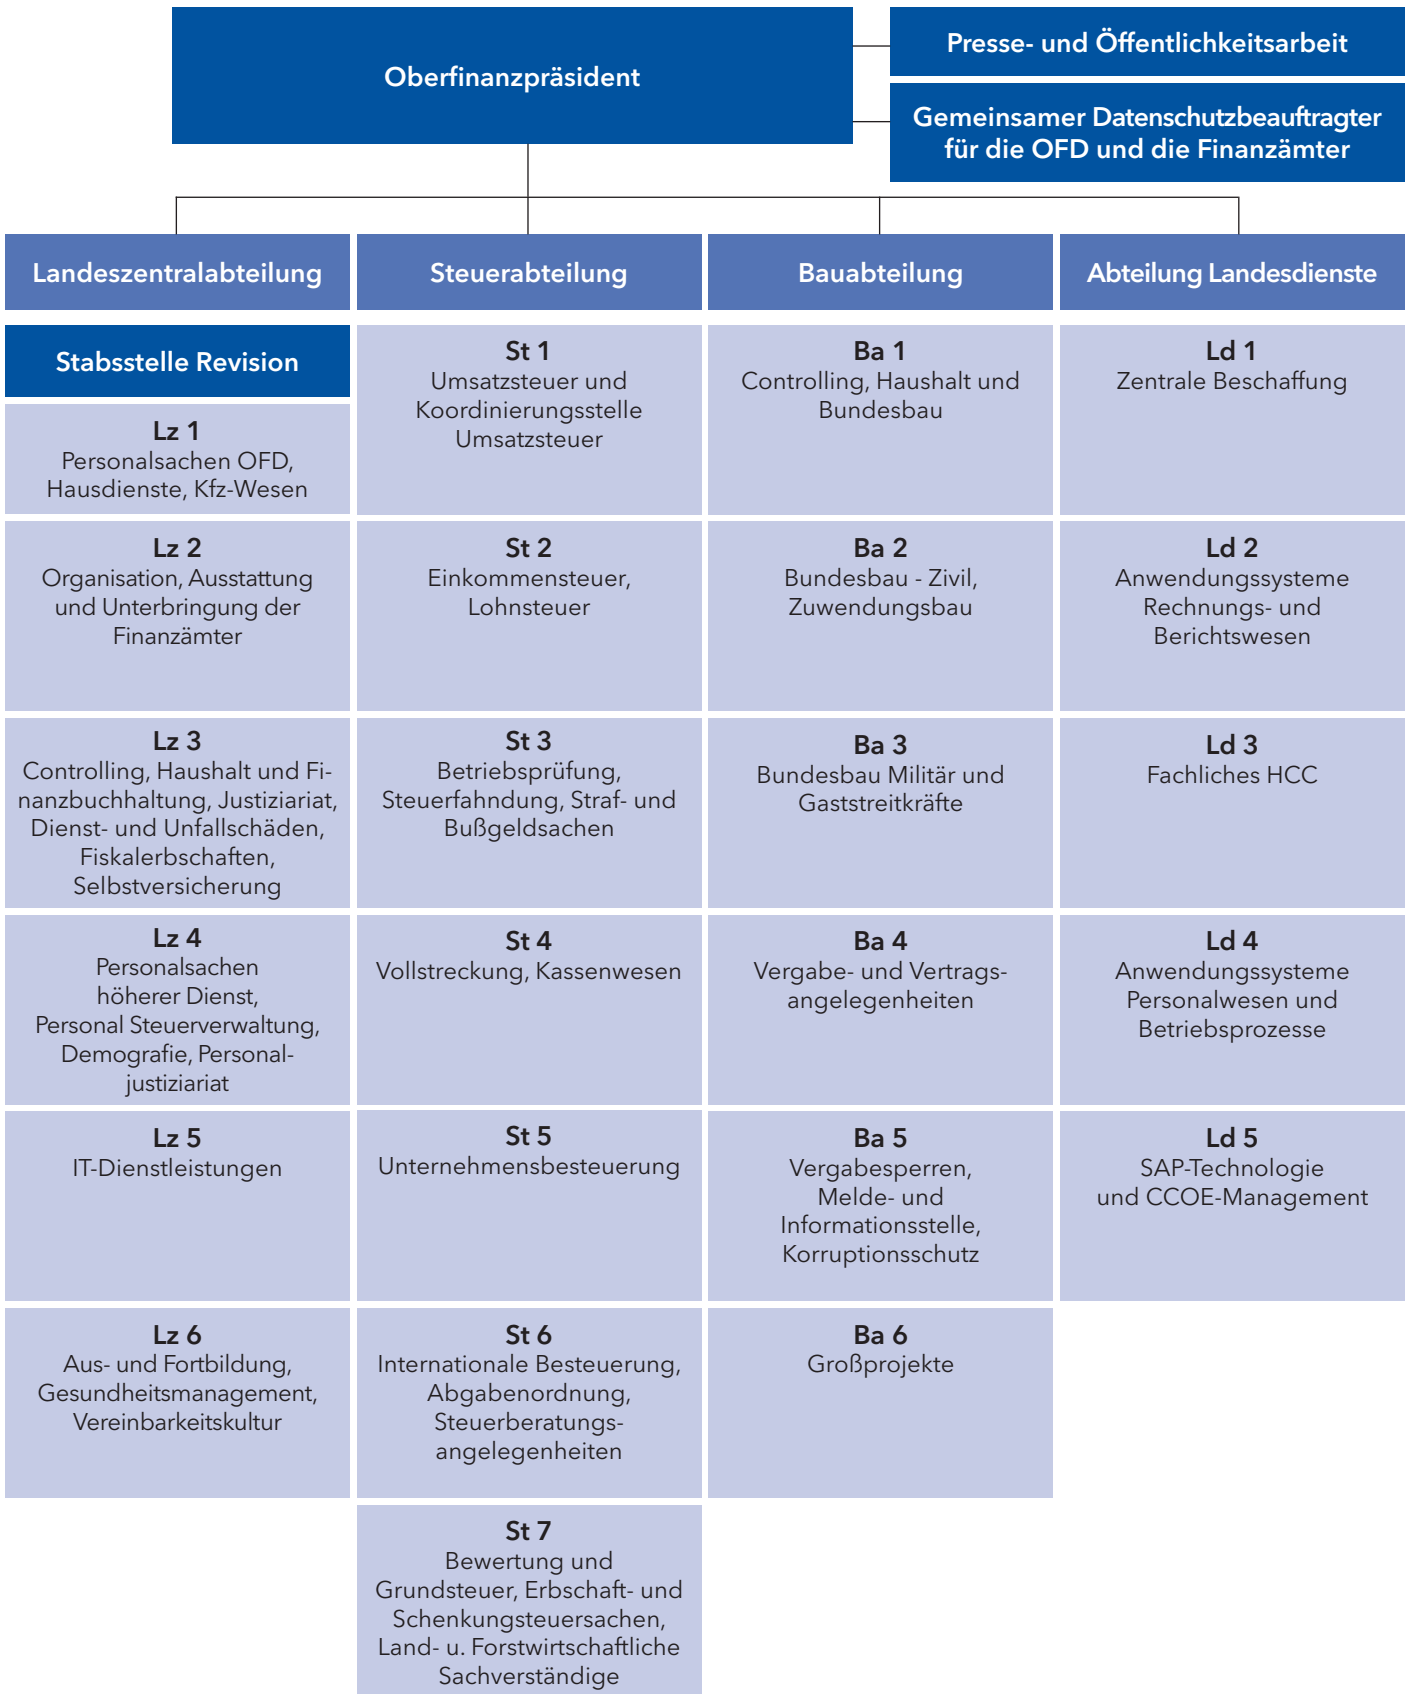 Oberfinanzpräsident
Presse- und Öffentlichkeitsarbeit
Gemeinsamer Datenschutzbeauftragter
für die OFD und die Finanzämter
Landeszentralabteilung
Stabsstelle Revision
Lz 1
Personalsachen OFD,
Hausdienste, Kfz-Wesen
Lz 2
Organisation, Ausstattung
und Unterbringung der
Finanzämter
Lz 3
Controlling, Haushalt und Fi-
nanzbuchhaltung, Justiziariat,
Dienst- und Unfallschäden,
Fiskalerbschaften,
Selbstversicherung
Lz 4
Personalsachen
höherer Dienst,
Personal Steuerverwaltung,
Demografie, Personal-
justiziariat
Lz 5
IT-Dienstleistungen
Lz 6
Aus- und Fortbildung,
Gesundheitsmanagement,
Vereinbarkeitskultur
Steuerabteilung
St 1
Umsatzsteuer und
Koordinierungsstelle
Umsatzsteuer
St 2
Einkommensteuer,
Lohnsteuer
St 3
Betriebsprüfung,
Steuerfahndung, Straf- und
Bußgeldsachen
St 4
Vollstreckung, Kassenwesen
St 5
Unternehmensbesteuerung
St 6
Internationale Besteuerung,
Abgabenordnung,
Steuerberatungs-
angelegenheiten
St 7
Bewertung und
Grundsteuer, Erbschaft- und
Schenkungsteuersachen,
Land- u. Forstwirtschaftliche
Sachverständige
Bauabteilung
Ba 1
Controlling, Haushalt und
Bundesbau
Ba 2
Bundesbau - Zivil,
Zuwendungsbau
Ba 3
Bundesbau Militär und
Gaststreitkräfte
Ba 4
Vergabe- und Vertrags-
angelegenheiten
Ba 5
Vergabesperren,
Melde- und
Informationsstelle,
Korruptionsschutz
Ba 6
Großprojekte
Abteilung Landesdienste
Ld 1
Zentrale Beschaffung
Ld 2
Anwendungssysteme
Rechnungs- und
Berichtswesen
Ld 3
Fachliches HCC
Ld 4
Anwendungssysteme
Personalwesen und
Betriebsprozesse
Ld 5
SAP-Technologie
und CCOE-Management